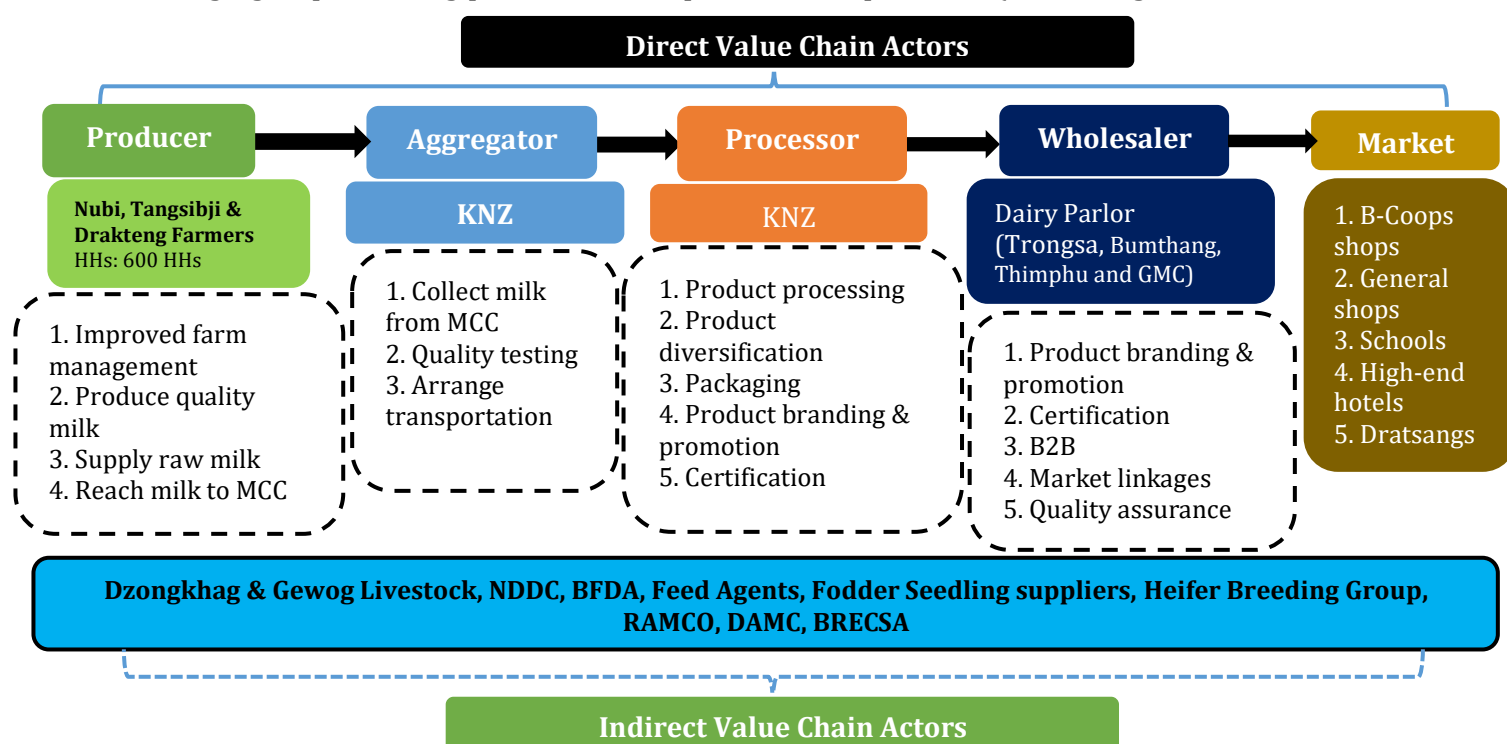 Direct Value Chain Actors
Producer
Aggregator
Processor
Wholesaler
Market
Nubi, Tangsibji &
Drakteng Farmers
HHs: 600 HHs
KNZ
KNZ
Dairy Parlor
(Trongsa, Bumthang,
Thimphu and GMC)
1. B-Coops
shops
2. General
shops
3. Schools
4. High-end
hotels
5. Dratsangs
1. Improved farm
management
2. Produce quality
milk
3. Supply raw milk
4. Reach milk to MCC
1. Collect milk
from MCC
2. Quality testing
3. Arrange
transportation
1. Product processing
2. Product
diversification
3. Packaging
4. Product branding &
promotion
5. Certification
1. Product branding &
promotion
2. Certification
3. B2B
4. Market linkages
5. Quality assurance
Dzongkhag & Gewog Livestock, NDDC, BFDA, Feed Agents, Fodder Seedling suppliers, Heifer Breeding Group,
RAMCO, DAMC, BRECSA
Indirect Value Chain Actors